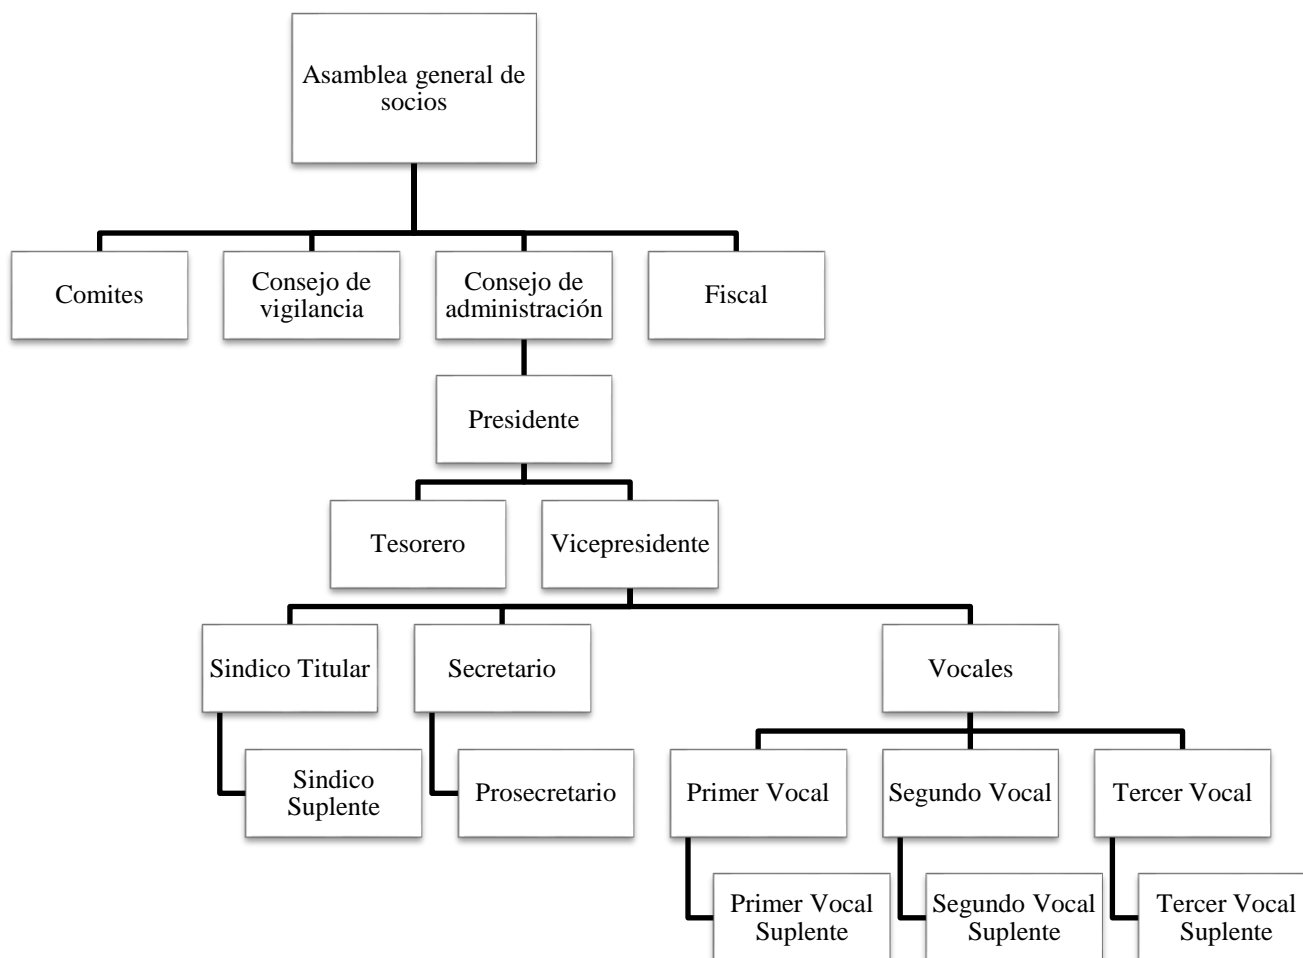 Asamblea general de
socios
Comites
Consejo de
vigilancia
Consejo de
administración
Fiscal
Presidente
Tesorero
Vicepresidente
Sindico Titular
Secretario
Vocales
Sindico
Suplente
Prosecretario
Primer Vocal
Segundo Vocal
Tercer Vocal
Primer Vocal
Suplente
Segundo Vocal
Suplente
Tercer Vocal
Suplente